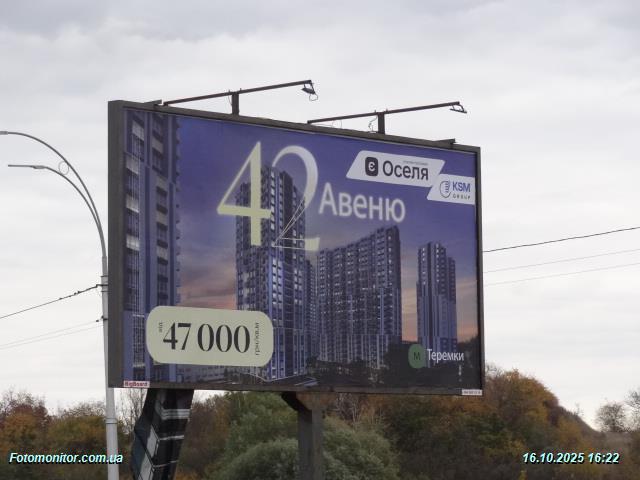 42
Авеню
є Оселя
KSM
GROUP
від
47 000
грн/кв.м
М Теремки
BigBoard
Fotomonitor.com.ua
16.10.2025 16:22